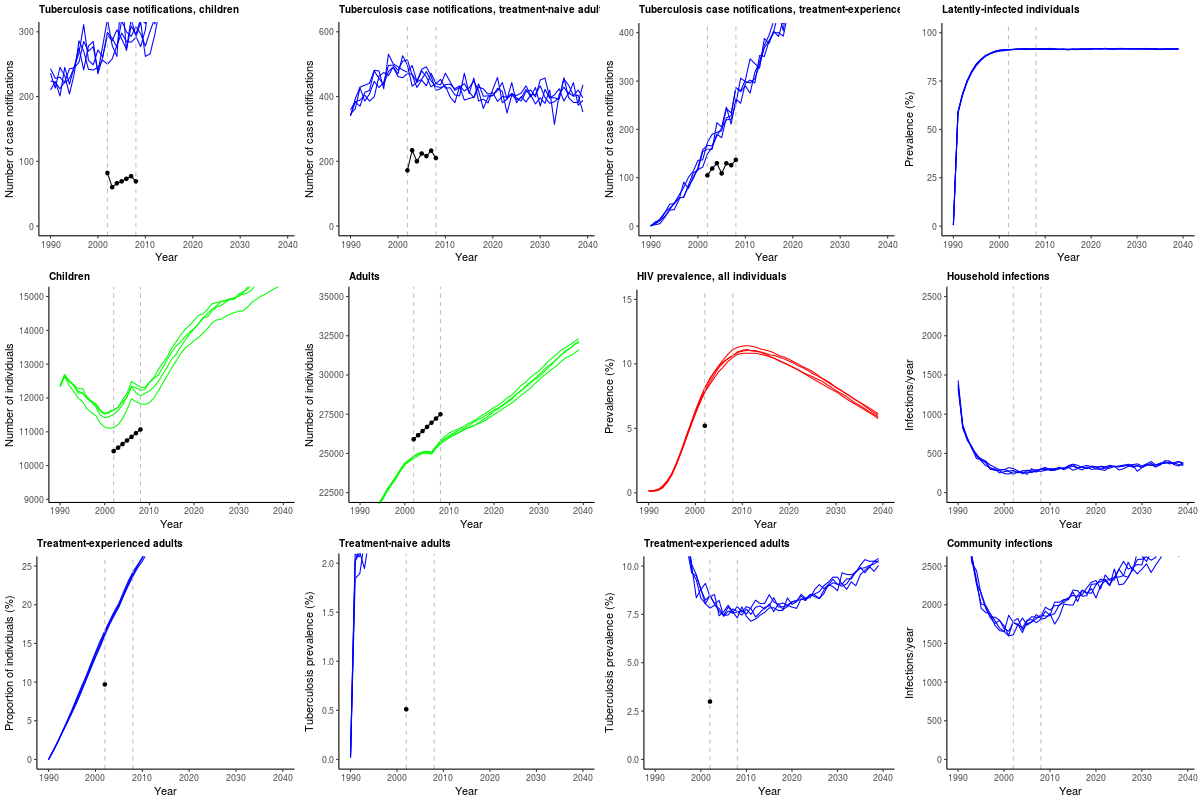 Tuberculosis case notifications, children
Number of case notifications
300
200
100
0
1990 2000 2010 2020 2030 2040
Year
Tuberculosis case notifications, treatment-naive adult
Number of case notifications
600
400
200
0
1990 2000 2010 2020 2030 2040
Year
Tuberculosis case notifications, treatment-experience
Number of case notifications
400
300
200
100
0
1990 2000 2010 2020 2030 2040
Year
Latently-infected individuals
Prevalence (%)
100
75
50
25
0
1990 2000 2010 2020 2030 2040
Year
Children
Number of individuals
15000
14000
13000
12000
11000
10000
9000
1990 2000 2010 2020 2030 2040
Year
Adults
Number of individuals
35000
32500
30000
27500
25000
22500
1990 2000 2010 2020 2030 2040
Year
HIV prevalence, all individuals
Prevalence (%)
15
10
5
0
1990 2000 2010 2020 2030 2040
Year
Household infections
Infections/year
2500
2000
1500
1000
500
0
1990 2000 2010 2020 2030 2040
Year
Treatment-experienced adults
Proportion of individuals (%)
25
20
15
10
5
0
1990 2000 2010 2020 2030 2040
Year
Treatment-naive adults
Tuberculosis prevalence (%)
2.0
1.5
1.0
0.5
0.0
1990 2000 2010 2020 2030 2040
Year
Treatment-experienced adults
Tuberculosis prevalence (%)
10.0
7.5
5.0
2.5
0.0
1990 2000 2010 2020 2030 2040
Year
Community infections
Infections/year
2500
2000
1500
1000
500
0
1990 2000 2010 2020 2030 2040
Year